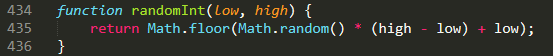 434 function randomInt(low, high) {
435     return Math.floor(Math.random() * (high - low) + low);
436 }